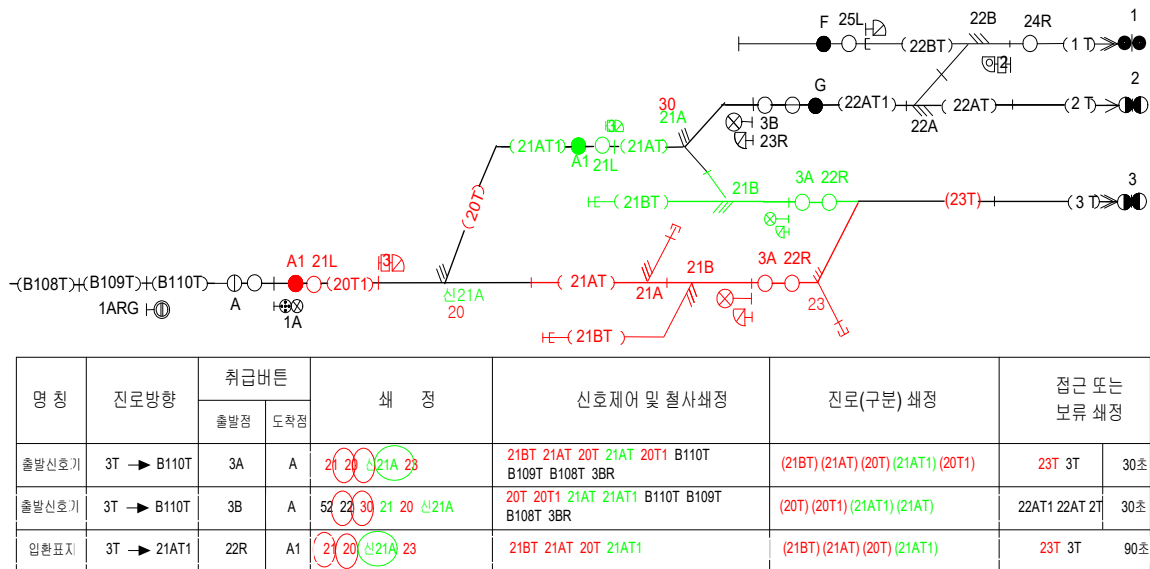 F 25L 22B 24R 1
(22BT) (1 T)
2
G (22AT1) (22AT) (2 T) 2
30
21A 3B 22A
23R
3
(21AT1) A1 21L (21AT)
21B 3A 22R 3
(21BT) (23T) (3 T)
(20T)
A1 21L 3 21B 3A 22R
(B108T) (B109T) (B110T) (20T1) (21AT)
신21A 21A 23
1ARG A 1A 20
(21BT)
명 칭 진로방향 취급버튼 쇄 정 신호제어 및 철사쇄정 진로(구분) 쇄정 접근 또는
보류 쇄정
출발점 도착점
출발신호기 3T → B110T 3A A 21 20 신21A 23 21BT 21AT 20T 21AT 20T1 B110T
B109T B108T 3BR (21BT) (21AT) (20T) (21AT1) (20T1) 23T 3T 30초
출발신호기 3T → B110T 3B A 52 22 30 21 20 신21A 20T 20T1 21AT 21AT1 B110T B109T
B108T 3BR (20T) (20T1) (21AT1) (21AT) 22AT1 22AT 2T 30초
입환표지 3T → 21AT1 22R A1 21 20 신21A 23 21BT 21AT 20T 21AT1 (21BT) (21AT) (20T) (21AT1) 23T 3T 90초